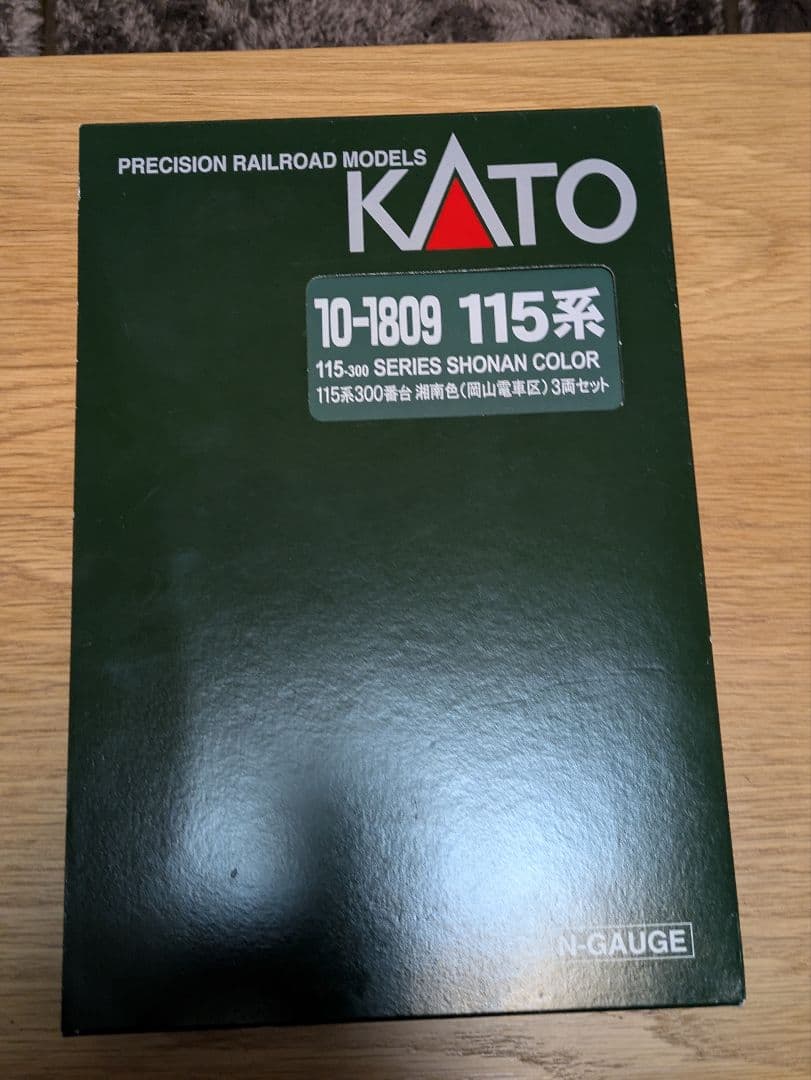 PRECISION RAILROAD MODELS
KATO
10-1809 115系
115-300 SERIES SHONAN COLOR
115系300番台 湘南色(岡山電車区)3両セット
N-GAUGE